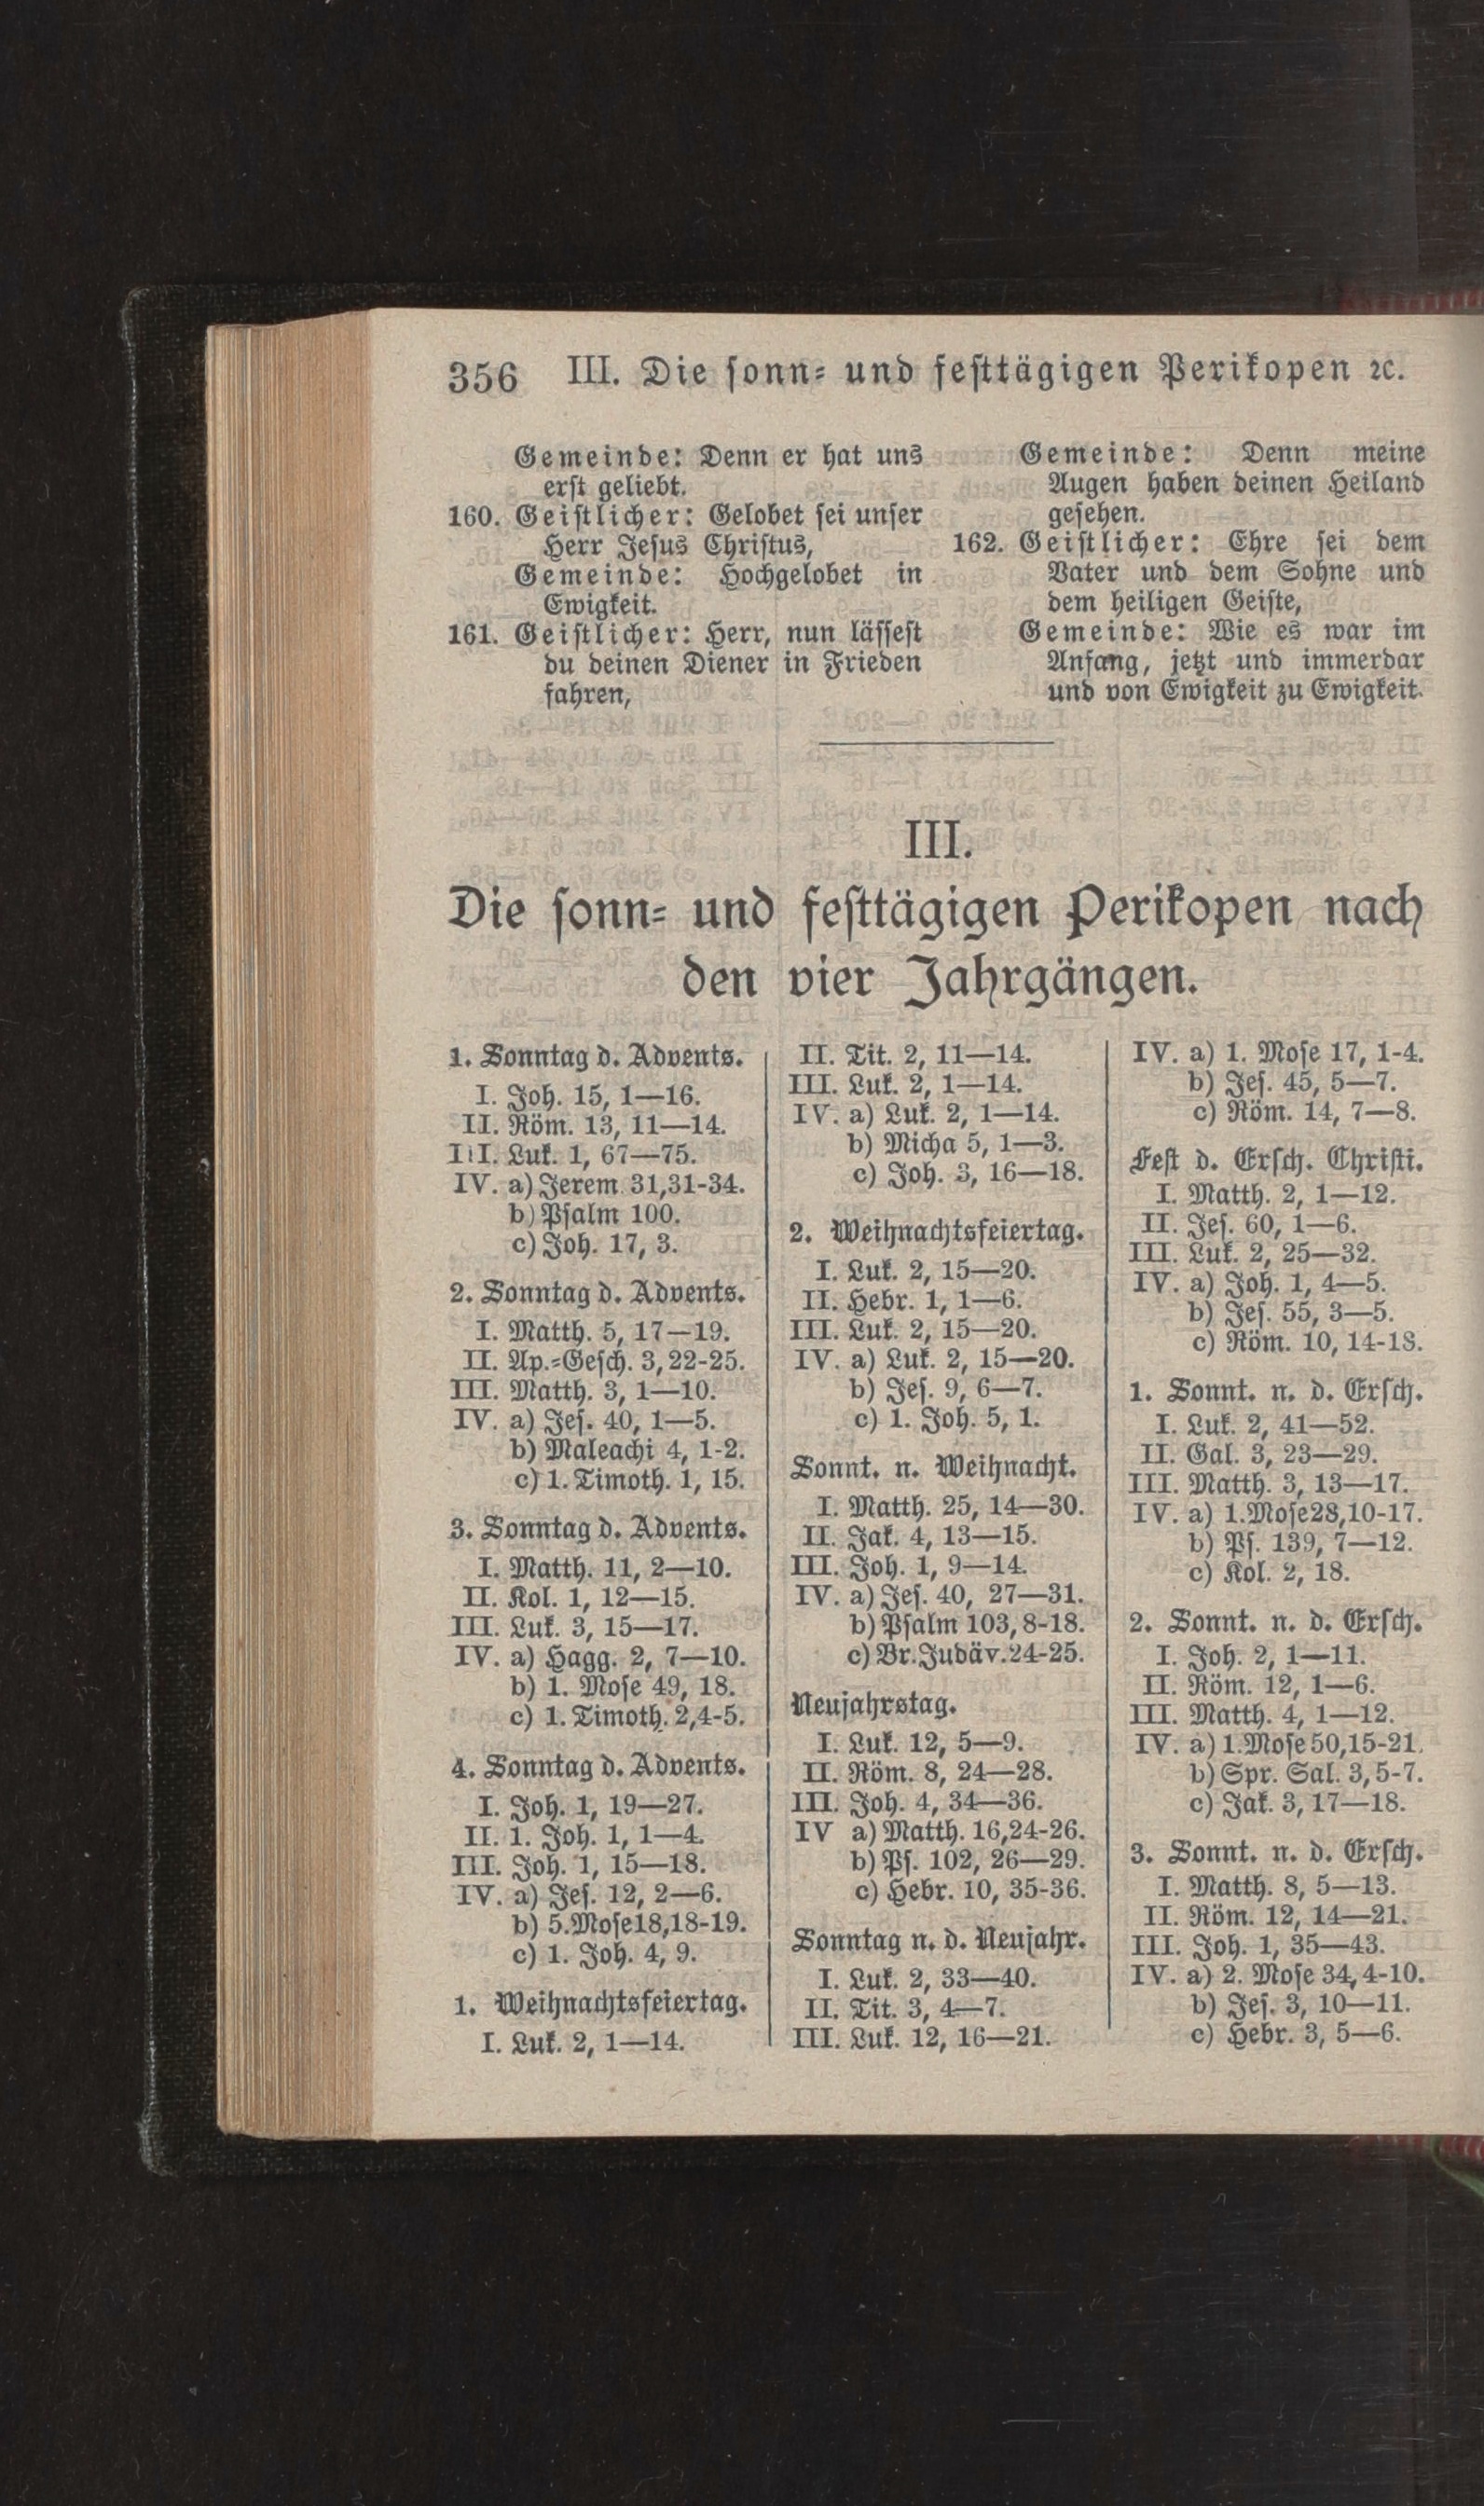 356 III. Die sonn- und festtägigen Perikopen ꝛc.
Gemeinde: Denn er hat uns
erst geliebt.
160. Geistlicher: Gelobet sei unser
Herr Jesus Christus,
Gemeinde: Hochgelobet in
Ewigkeit.
161. Geistlicher: Herr, nun lässest
du deinen Diener in Frieden
fahren,
Gemeinde: Denn meine
Augen haben deinen Heiland
gesehen.
162. Geistlicher: Ehre sei dem
Vater und dem Sohne und
dem heiligen Geiste,
Gemeinde: Wie es war im
Anfang, jetzt und immerdar
und von Ewigkeit zu Ewigkeit.
III.
Die sonn- und festtägigen Perikopen nach
den vier Jahrgängen.
1. Sonntag d. Advents.
I. Joh. 15, 1—16.
II. Röm. 13, 11—14.
III. Luk. 1, 67—75.
IV. a) Jerem. 31,31-34.
b) Psalm 100.
c) Joh. 17, 3.
2. Sonntag d. Advents.
I. Matth. 5, 17—19.
II. Ap.-Gesch. 3, 22-25.
III. Matth. 3, 1—10.
IV. a) Jes. 40, 1—5.
b) Maleachi 4, 1-2.
c) 1. Timoth. 1, 15.
3. Sonntag d. Advents.
I. Matth. 11, 2—10.
II. Kol. 1, 12—15.
III. Luk. 3, 15—17.
IV. a) Hagg. 2, 7—10.
b) 1. Mose 49, 18.
c) 1. Timoth. 2,4-5.
4. Sonntag d. Advents.
I. Joh. 1, 19—27.
II. 1. Joh. 1, 1—4.
III. Joh. 1, 15—18.
IV. a) Jes. 12, 2—6.
b) 5.Mose18,18-19.
c) 1. Joh. 4, 9.
1. Weihnachtsfeiertag.
I. Luk. 2, 1—14.
II. Tit. 2, 11—14.
III. Luk. 2, 1—14.
IV. a) Luk. 2, 1—14.
b) Micha 5, 1—3.
c) Joh. 3, 16—18.
2. Weihnachtsfeiertag.
I. Luk. 2, 15—20.
II. Hebr. 1, 1—6.
III. Luk. 2, 15—20.
IV. a) Luk. 2, 15—20.
b) Jes. 9, 6—7.
c) 1. Joh. 5, 1.
Sonnt. n. Weihnacht.
I. Matth. 25, 14—30.
II. Jak. 4, 13—15.
III. Joh. 1, 9—14.
IV. a) Jes. 40, 27—31.
b) Psalm 103, 8-18.
c) Br. Judä v. 24-25.
Neujahrstag.
I. Luk. 12, 5—9.
II. Röm. 8, 24—28.
III. Joh. 4, 34—36.
IV a) Matth. 16,24-26.
b) Ps. 102, 26—29.
c) Hebr. 10, 35-36.
Sonntag n. d. Neujahr.
I. Luk. 2, 33—40.
II. Tit. 3, 4—7.
III. Luk. 12, 16—21.
IV. a) 1. Mose 17, 1-4.
b) Jes. 45, 5—7.
c) Röm. 14, 7—8.
Fest d. Ersch. Christi.
I. Matth. 2, 1—12.
II. Jes. 60, 1—6.
III. Luk. 2, 25—32.
IV. a) Joh. 1, 4—5.
b) Jes. 55, 3—5.
c) Röm. 10, 14-18.
1. Sonnt. n. d. Ersch.
I. Luk. 2, 41—52.
II. Gal. 3, 23—29.
III. Matth. 3, 13—17.
IV. a) 1.Mose28,10-17.
b) Ps. 139, 7—12.
c) Kol. 2, 18.
2. Sonnt. n. d. Ersch.
I. Joh. 2, 1—11.
II. Röm. 12, 1—6.
III. Matth. 4, 1—12.
IV. a) 1.Mose50,15-21.
b) Spr. Sal. 3, 5-7.
c) Jak. 3, 17—18.
3. Sonnt. n. d. Ersch.
I. Matth. 8, 5—13.
II. Röm. 12, 14—21.
III. Joh. 1, 35—43.
IV. a) 2. Mose 34, 4-10.
b) Jes. 3, 10—11.
c) Hebr. 3, 5—6.